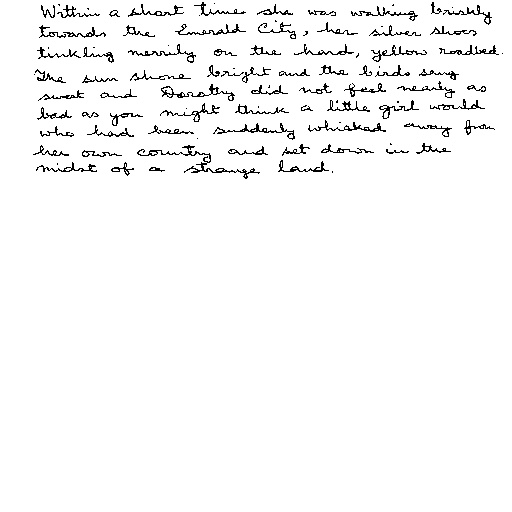 Within a short time she was walking briskly
towards the Emerald City, her silver shoes
tinkling merrily on the hard, yellow roadbed.
The sun shone bright and the birds sang
sweet and Dorothy did not feel nearly as
bad as you might think a little girl would
who had been suddenly whisked away from
her own country and set down in the
midst of a strange land.